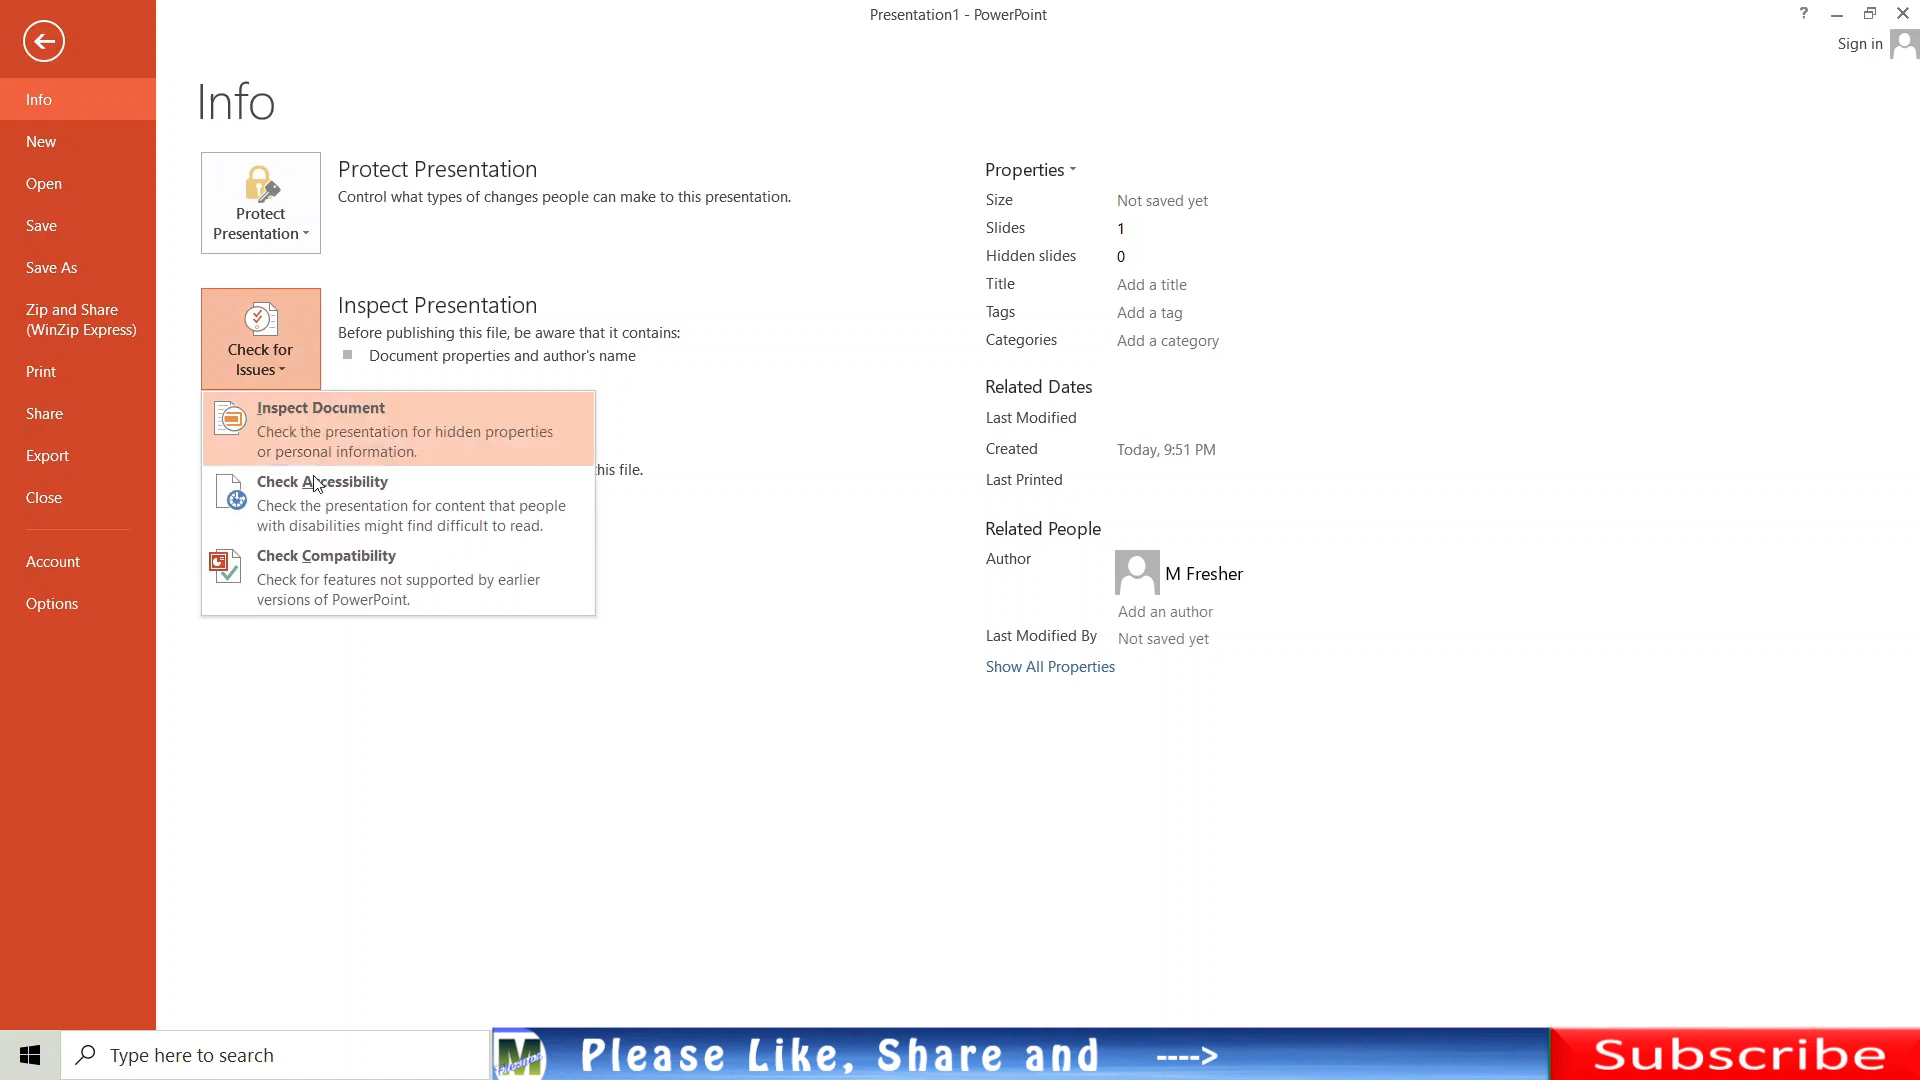 Presentation1 - PowerPoint
?
Sign in
Info
New
Open
Save
Save As
Zip and Share
(WinZip Express)
Print
Share
Export
Close
Account
Options
Info
Protect
Presentation
Protect Presentation
Control what types of changes people can make to this presentation.
Check for
Issues
Inspect Presentation
Before publishing this file, be aware that it contains:
Document properties and author's name
Inspect Document
Check the presentation for hidden properties
or personal information.
this file.
Check Accessibility
Check the presentation for content that people
with disabilities might find difficult to read.
Check Compatibility
Check for features not supported by earlier
versions of PowerPoint.
Properties
Size Not saved yet
Slides 1
Hidden slides 0
Title Add a title
Tags Add a tag
Categories Add a category
Related Dates
Last Modified
Created Today, 9:51 PM
Last Printed
Related People
Author M Fresher
Add an author
Last Modified By Not saved yet
Show All Properties
Type here to search
M
Please Like, Share and ---->
Subscribe